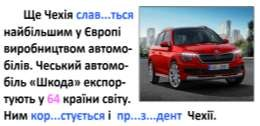 Ще Чехія слав...ться
найбільшим у Європі
виробництвом автомо-
білів. Чеський автомо-
біль «Шкода» експор-
тують у 64 країни світу.
Ним кор...стується і пр...з...дент Чехії.